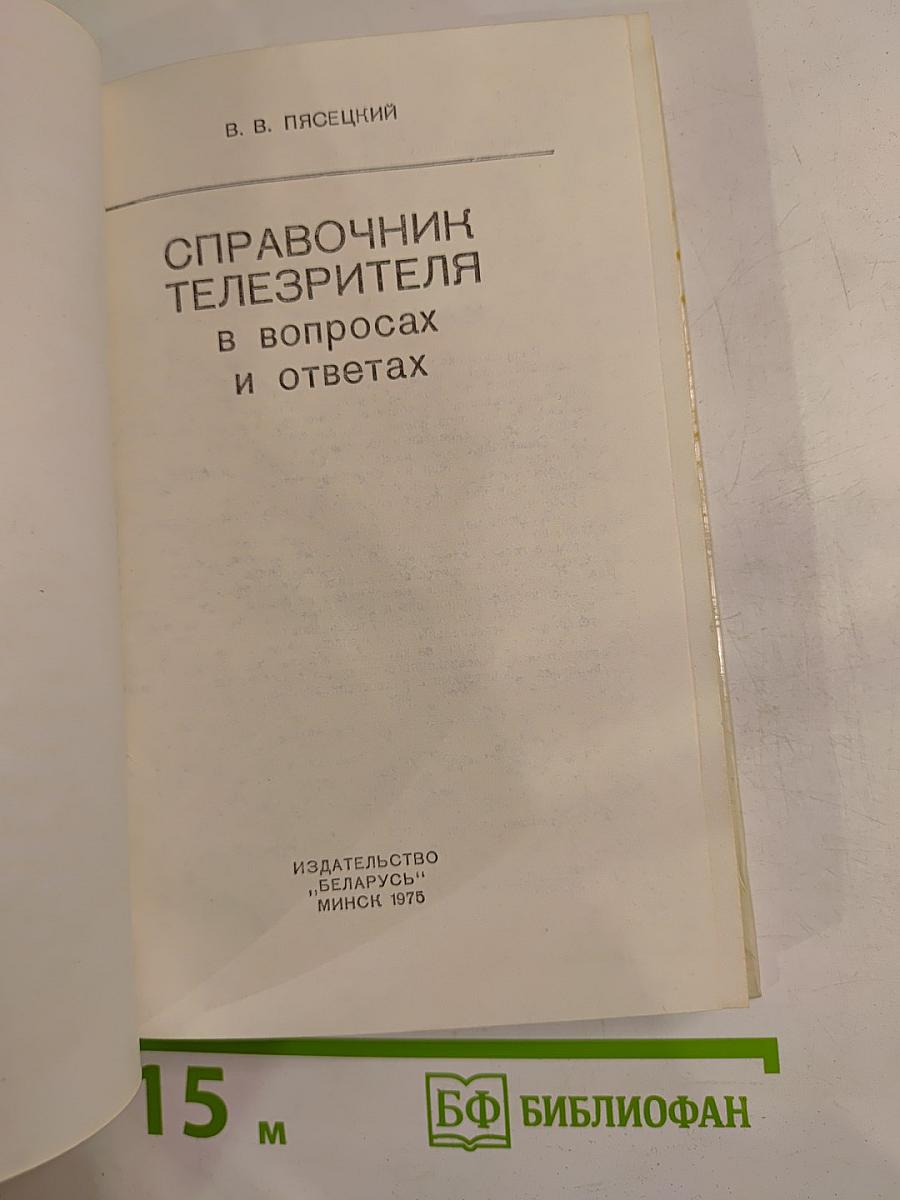 В. В. ПЯСЕЦКИЙ
СПРАВОЧНИК
ТЕЛЕЗРИТЕЛЯ
в вопросах
и ответах
ИЗДАТЕЛЬСТВО
„БЕЛАРУСЬ“
МИНСК 1975
15 м
БФ БИБЛИОФАН